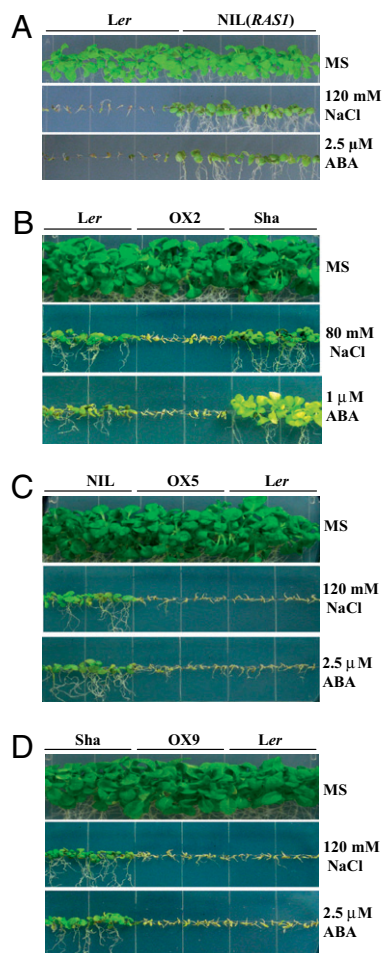 A
Ler NIL(RAS1)
MS
120 mM
NaCl
2.5 µM
ABA
B
Ler OX2 Sha
MS
80 mM
NaCl
1 µM
ABA
C
NIL OX5 Ler
MS
120 mM
NaCl
2.5 µM
ABA
D
Sha OX9 Ler
MS
120 mM
NaCl
2.5 µM
ABA